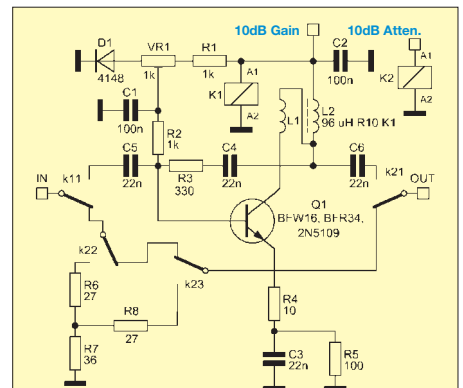 10dB Gain
10dB Atten.
D1
4148
VR1
1k
R1
1k
A1
K1
A2
C2
100n
A1
K2
A2
C1
100n
R2
1k
L1
L2
96 uH R10 K1
C5
22n
R3
330
C4
22n
C6
22n
IN
k11
k21
OUT
Q1
BFW16, BFR34,
2N5109
k22
k23
R6
27
R8
27
R7
36
R4
10
C3
22n
R5
100